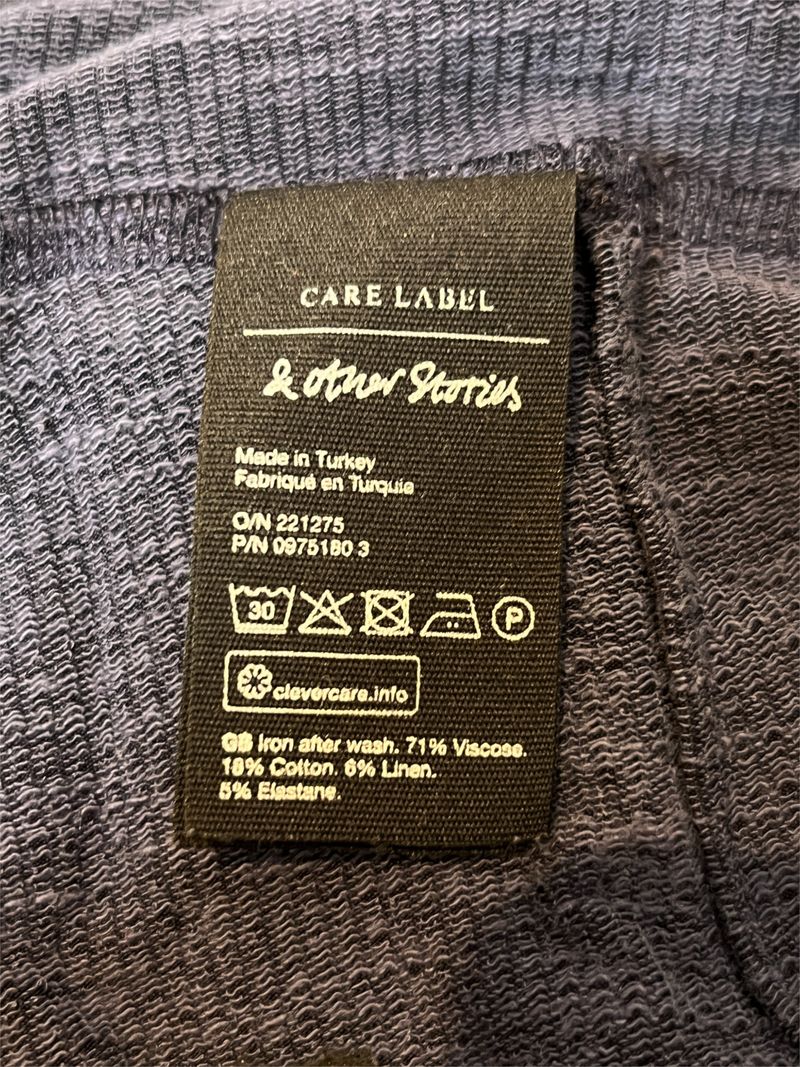 CARE LABEL
& other Stories
Made in Turkey
Fabriqué en Turquie
O/N 221275
P/N 0975180 3
30 P
clevercare.info
GB Iron after wash. 71% Viscose.
18% Cotton. 6% Linen.
5% Elastane.